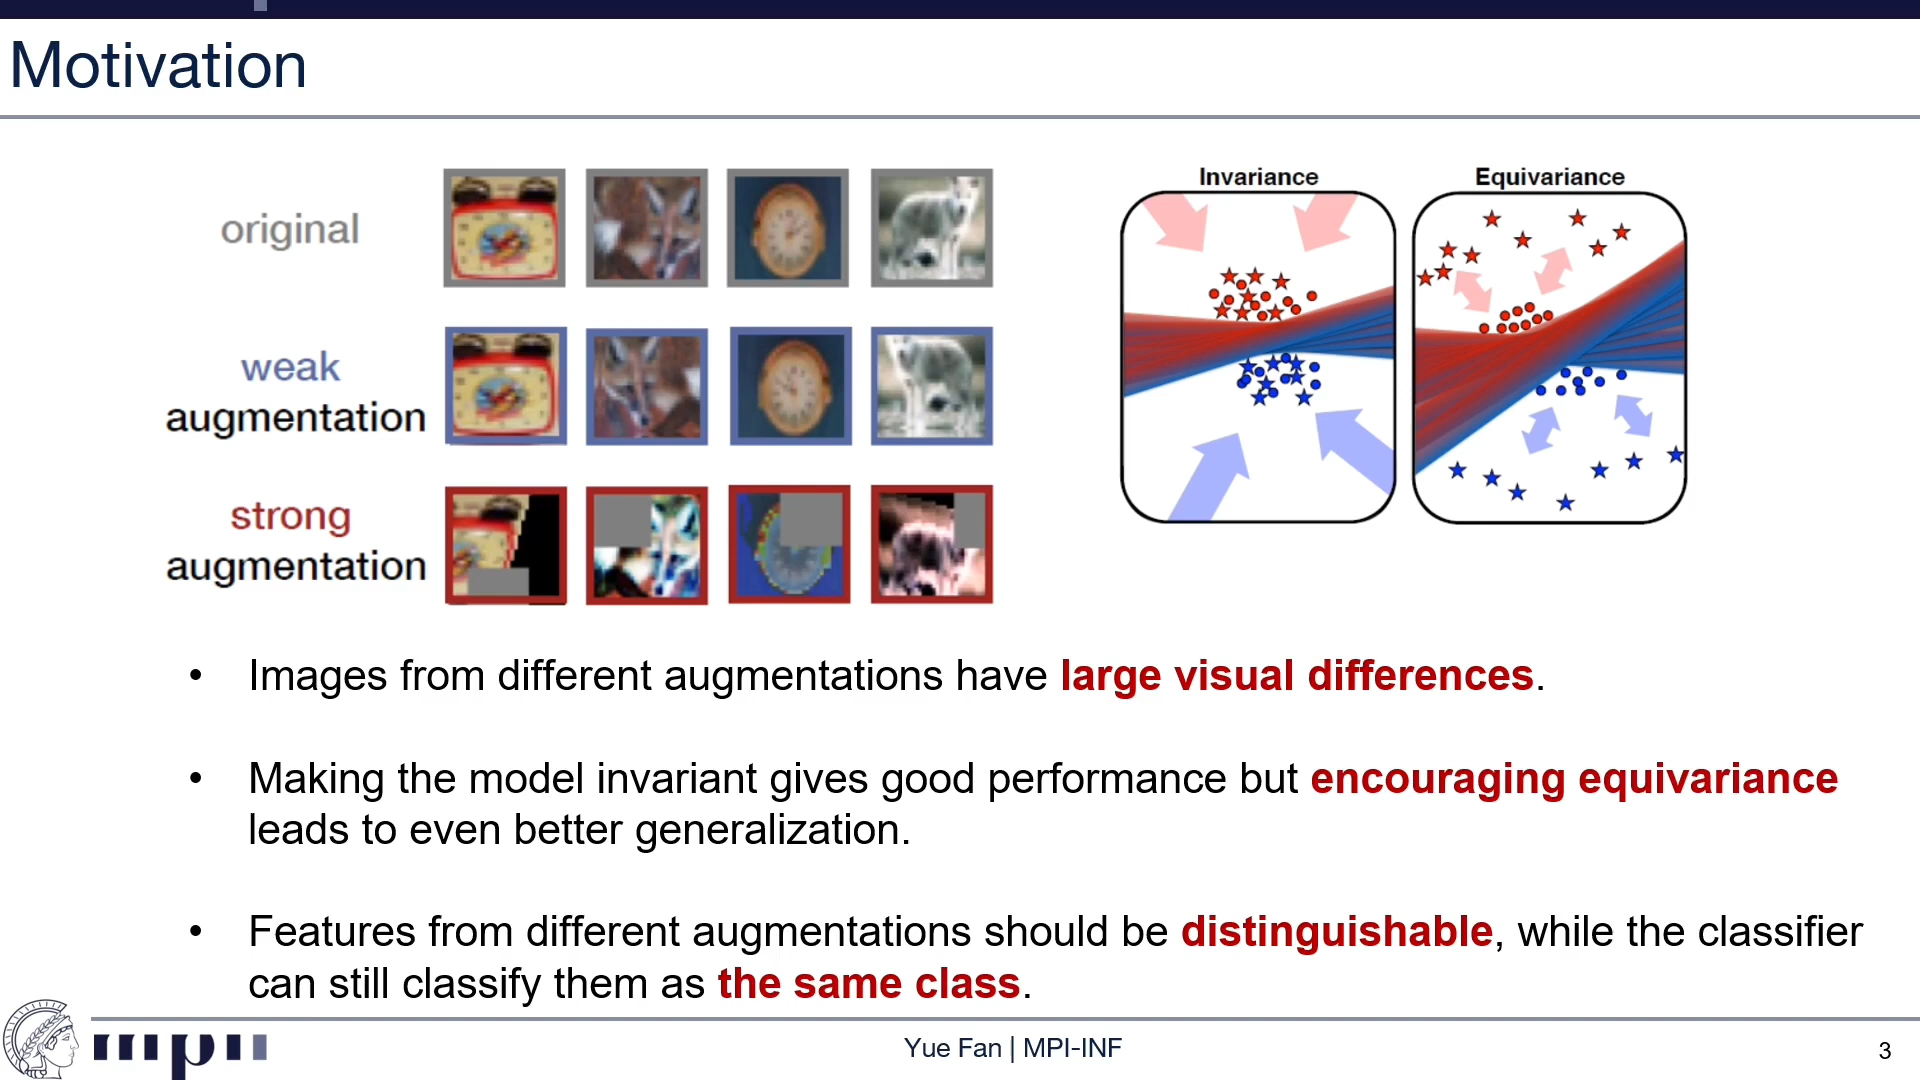 Motivation
original
weak
augmentation
strong
augmentation
Invariance
Equivariance
• Images from different augmentations have large visual differences.
• Making the model invariant gives good performance but encouraging equivariance
leads to even better generalization.
• Features from different augmentations should be distinguishable, while the classifier
can still classify them as the same class.
mpii
Yue Fan | MPI-INF
3